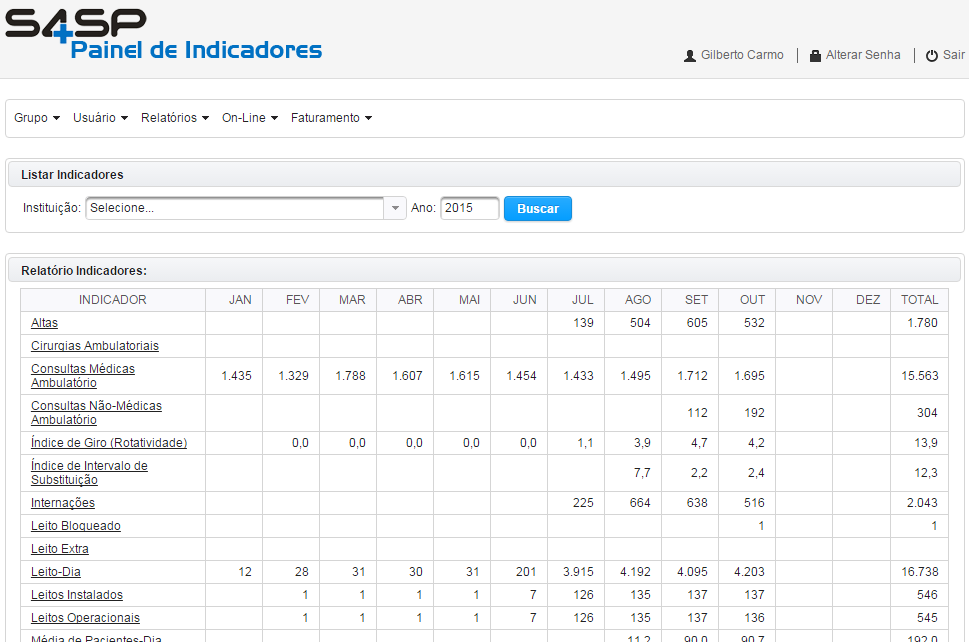 S4SP
Painel de Indicadores
Gilberto Carmo | Alterar Senha | Sair
Grupo Usuário Relatórios On-Line Faturamento
Listar Indicadores
Instituição: Selecione... Ano: 2015 Buscar
Relatório Indicadores:
INDICADOR JAN FEV MAR ABR MAI JUN JUL AGO SET OUT NOV DEZ TOTAL
Altas 139 504 605 532 1.780
Cirurgias Ambulatoriais
Consultas Médicas
Ambulatório 1.435 1.329 1.788 1.607 1.615 1.454 1.433 1.495 1.712 1.695 15.563
Consultas Não-Médicas
Ambulatório 112 192 304
Índice de Giro (Rotatividade) 0,0 0,0 0,0 0,0 0,0 1,1 3,9 4,7 4,2 13,9
Índice de Intervalo de
Substituição 7,7 2,2 2,4 12,3
Internações 225 664 638 516 2.043
Leito Bloqueado 1 1
Leito Extra
Leito-Dia 12 28 31 30 31 201 3.915 4.192 4.095 4.203 16.738
Leitos Instalados 1 1 1 1 7 126 135 137 137 546
Leitos Operacionais 1 1 1 1 7 126 135 137 136 545
Média de Pacientes-Dia 11,2 90,0 90,7 192,0